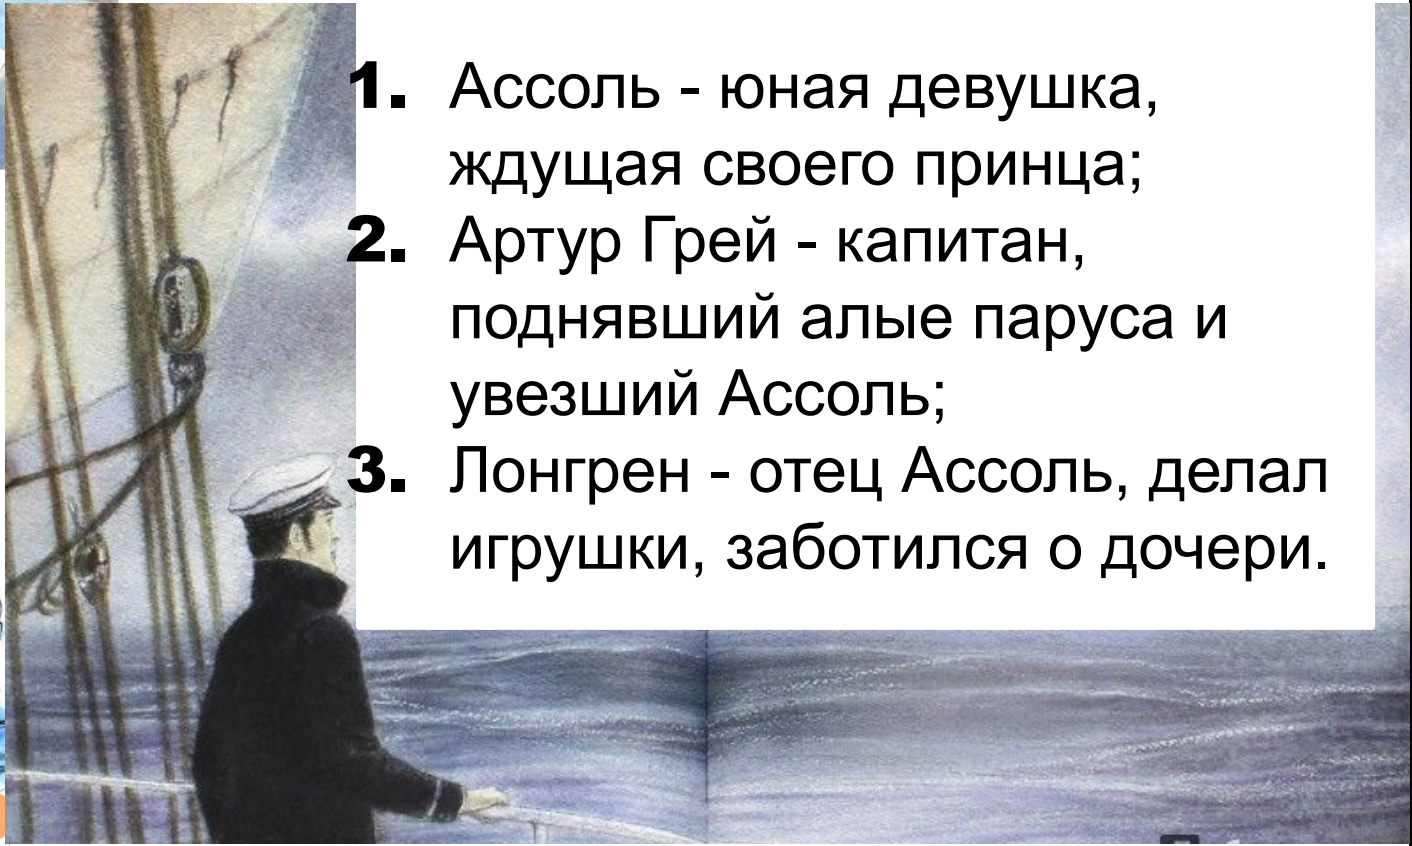 1. Ассоль - юная девушка,
ждущая своего принца;
2. Артур Грей - капитан,
поднявший алые паруса и
увезший Ассоль;
3. Лонгрен - отец Ассоль, делал
игрушки, заботился о дочери.